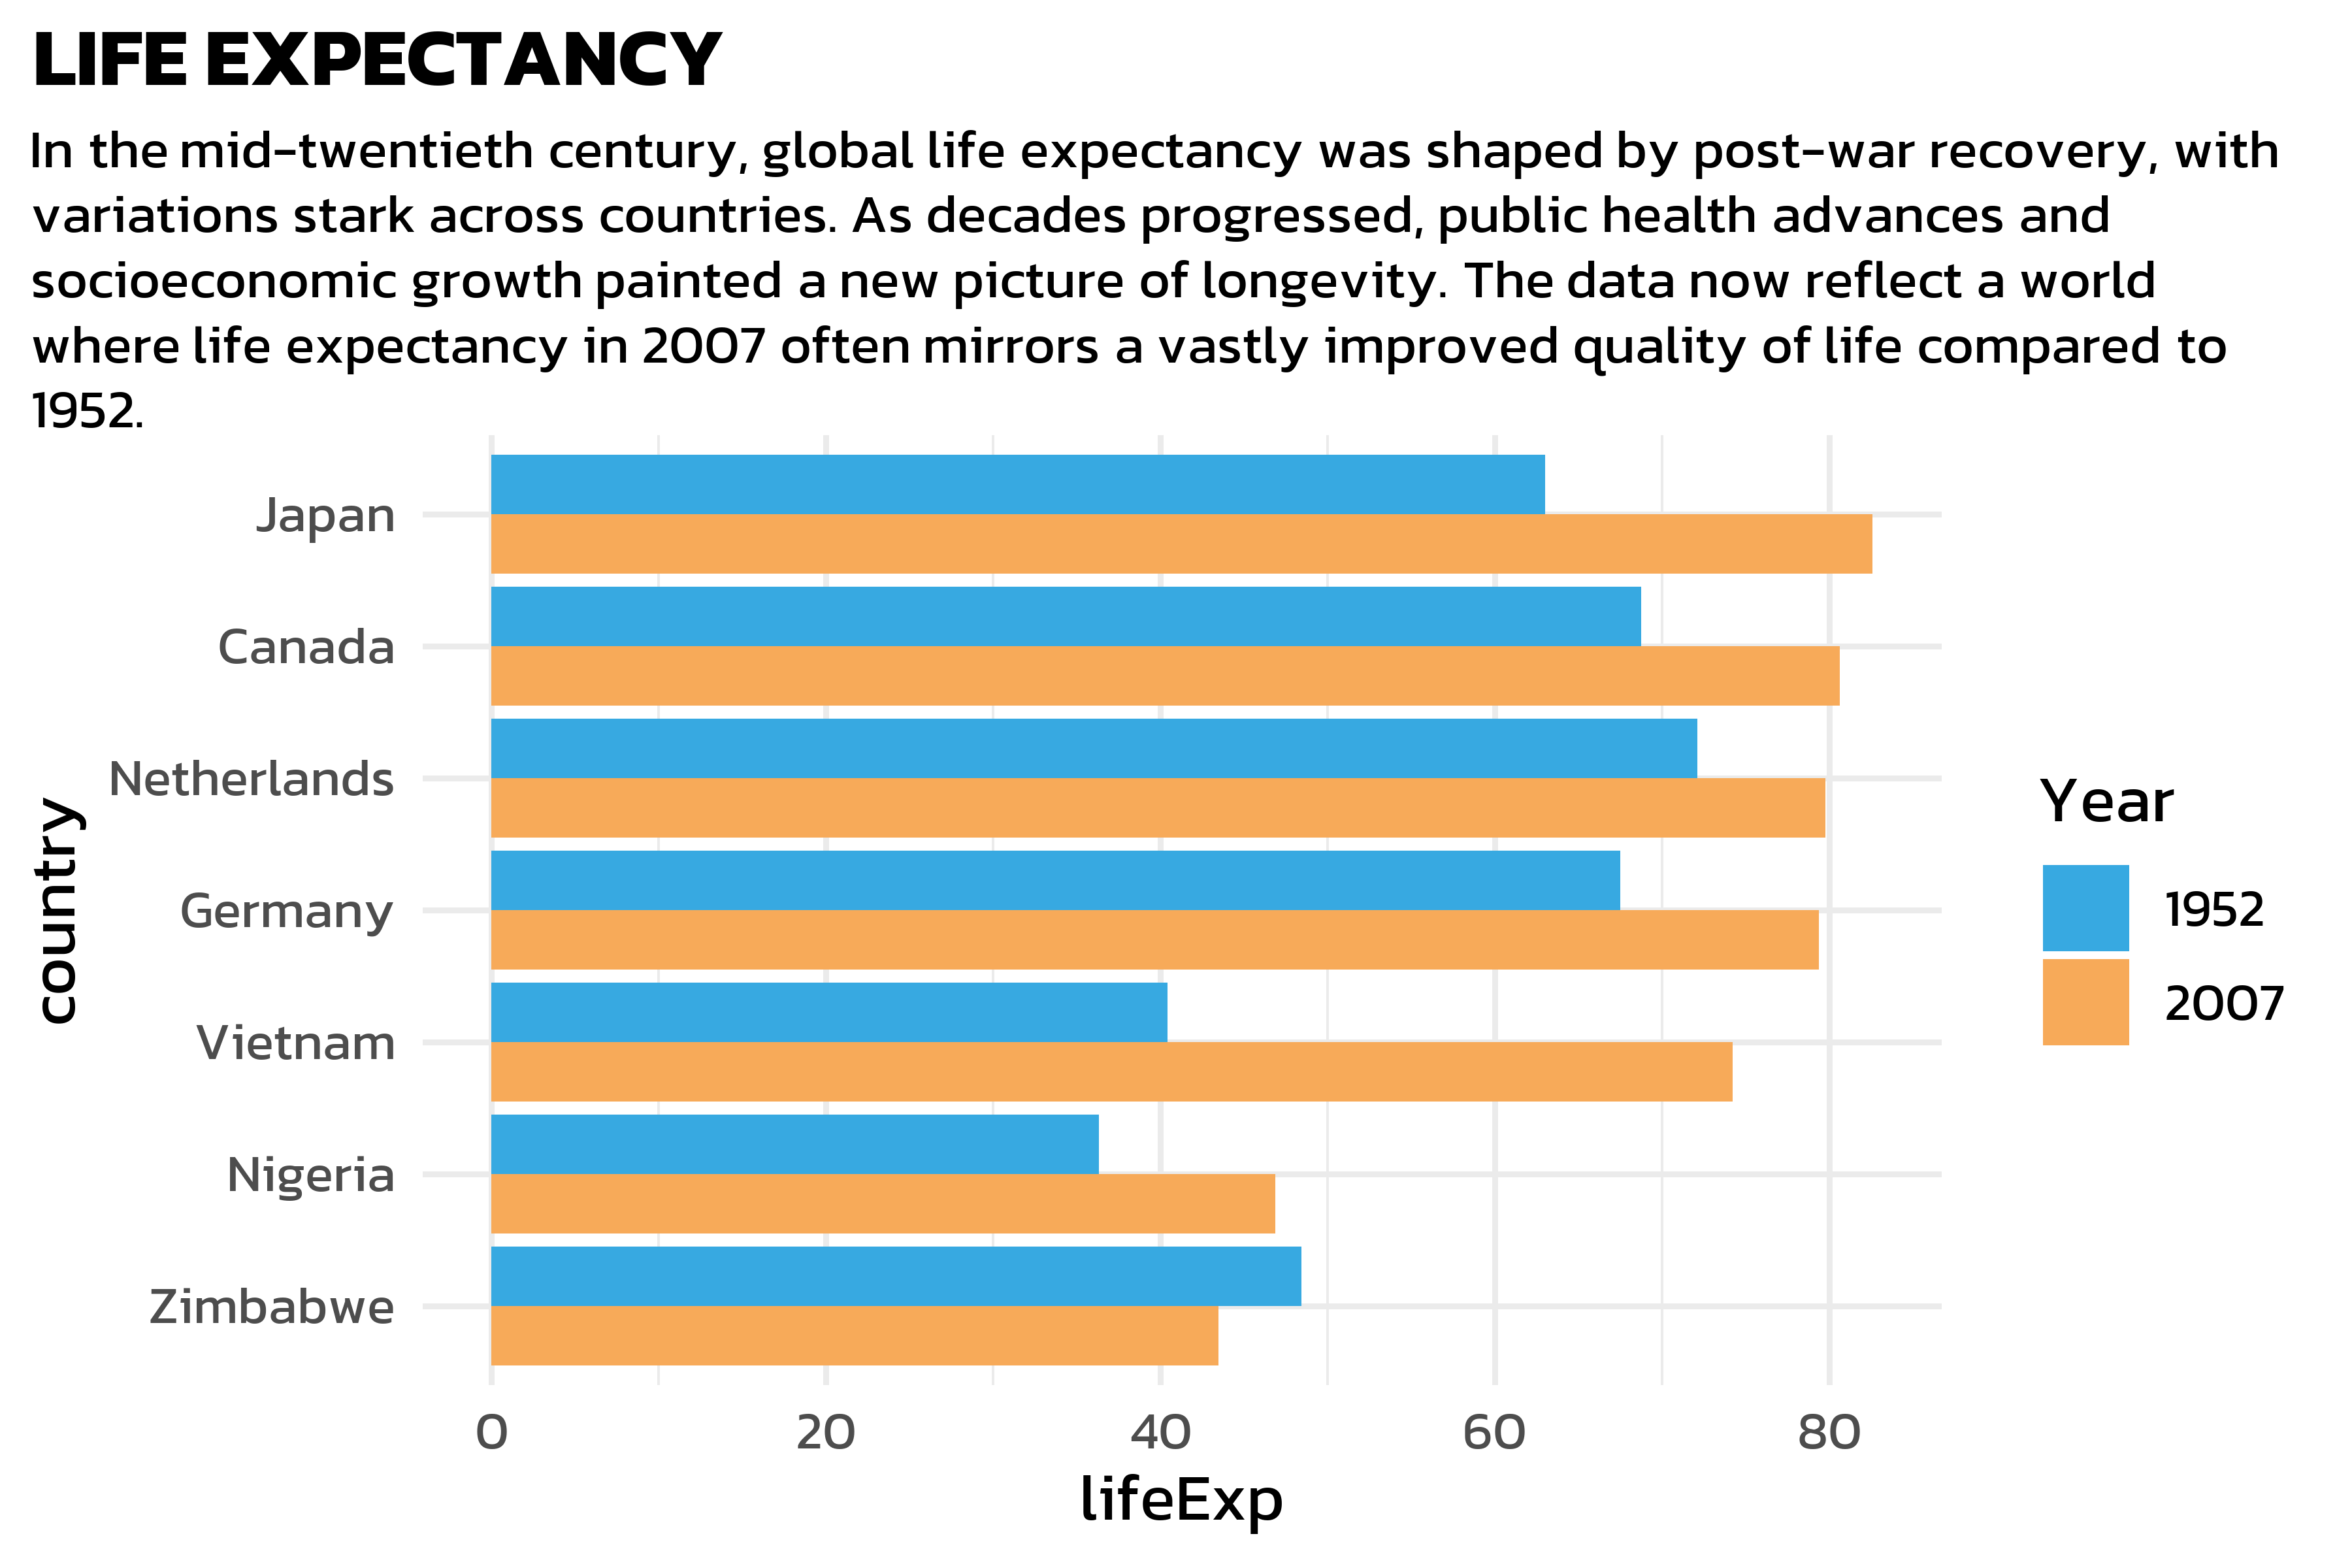 LIFE EXPECTANCY
In the mid-twentieth century, global life expectancy was shaped by post-war recovery, with
variations stark across countries. As decades progressed, public health advances and
socioeconomic growth painted a new picture of longevity. The data now reflect a world
where life expectancy in 2007 often mirrors a vastly improved quality of life compared to
1952.
country
Japan
Canada
Netherlands
Germany
Vietnam
Nigeria
Zimbabwe
0 20 40 60 80
lifeExp
Year
1952
2007